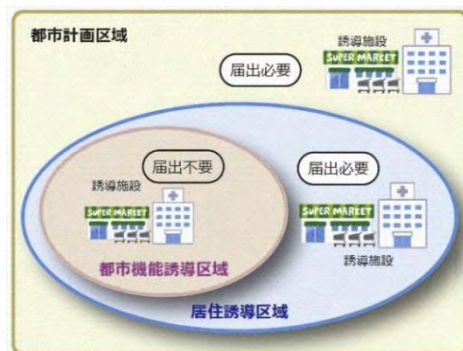 都市計画区域
誘導施設
SUPER MARKET
届出必要
届出不要
誘導施設
SUPER MARKET
都市機能誘導区域
届出必要
SUPER MARKET
誘導施設
居住誘導区域